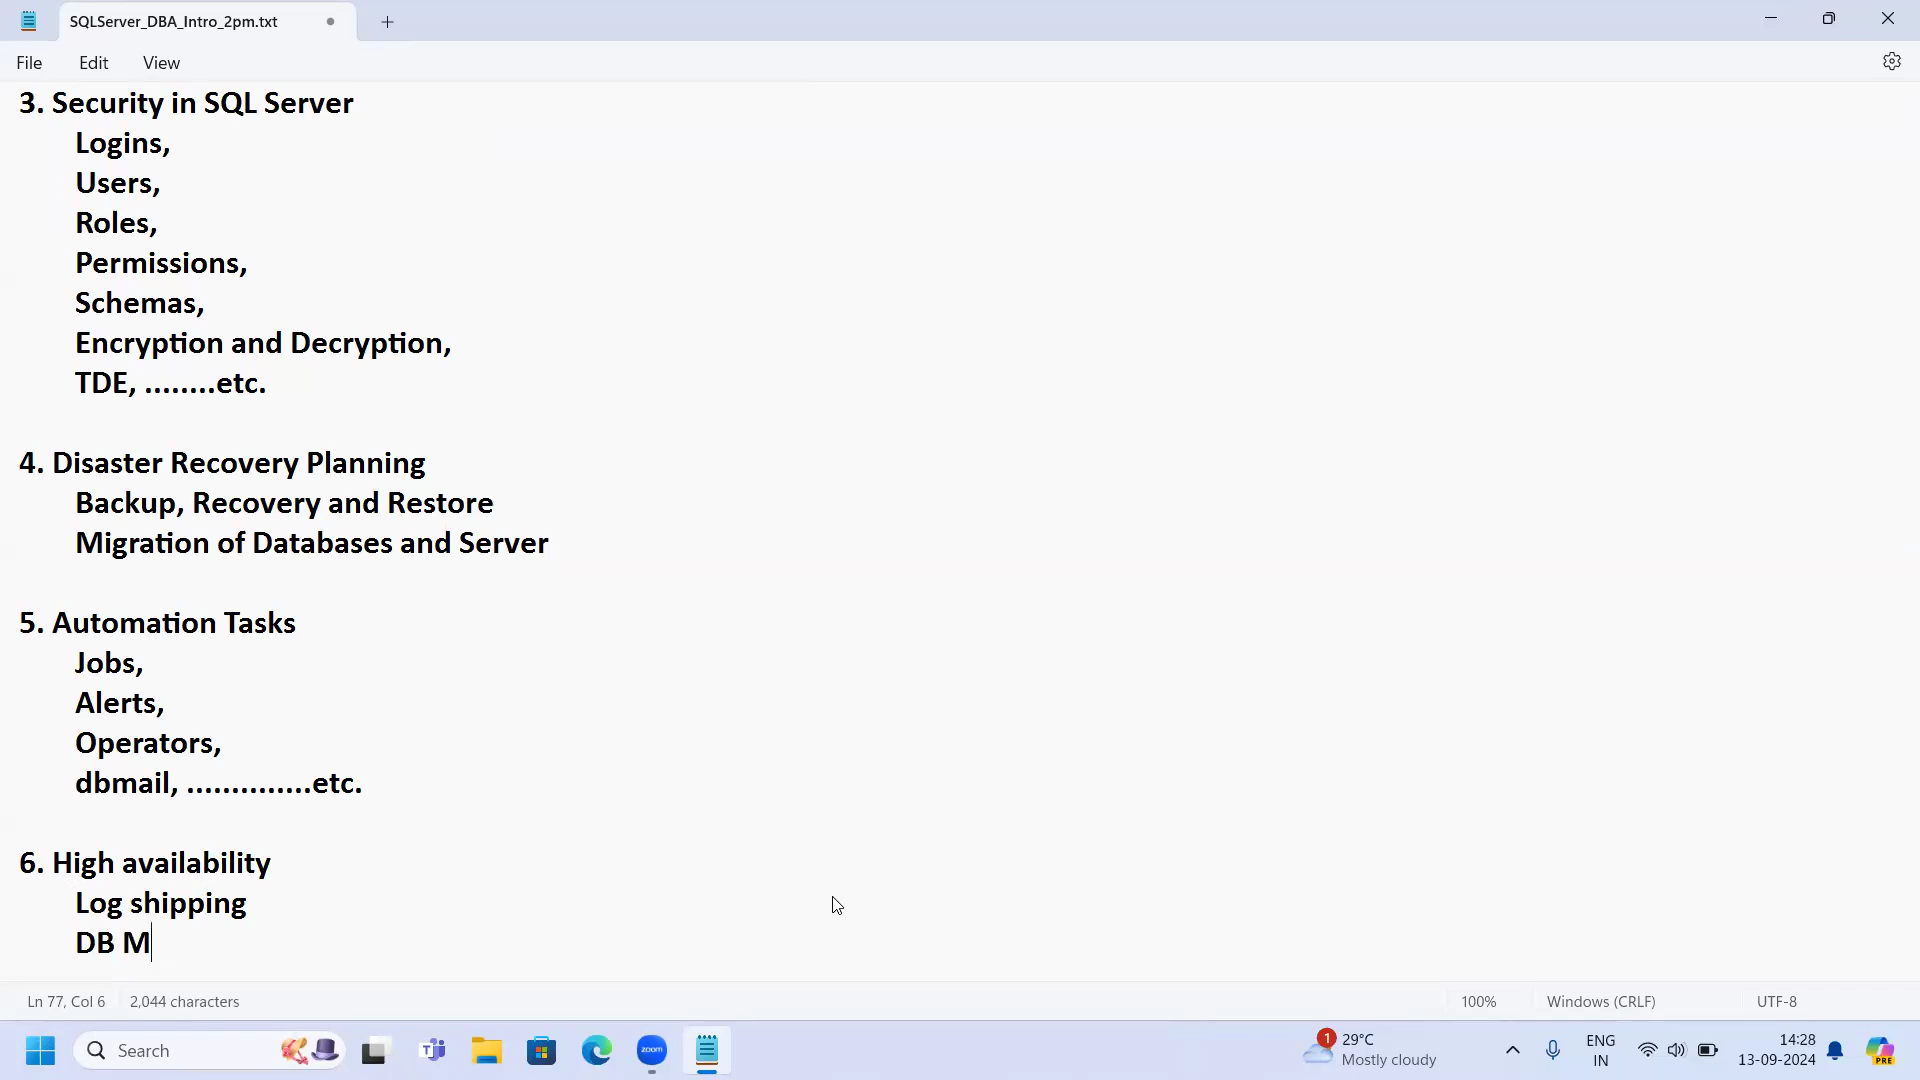 SQLServer_DBA_Intro_2pm.txt
File Edit View
3. Security in SQL Server
Logins,
Users,
Roles,
Permissions,
Schemas,
Encryption and Decryption,
TDE, ........etc.
4. Disaster Recovery Planning
Backup, Recovery and Restore
Migration of Databases and Server
5. Automation Tasks
Jobs,
Alerts,
Operators,
dbmail, ..............etc.
6. High availability
Log shipping
DB M
Ln 77, Col 6 2,044 characters 100% Windows (CRLF) UTF-8
Search zoom 1 29°C ENG 14:28
Mostly cloudy IN 13-09-2024 PRE